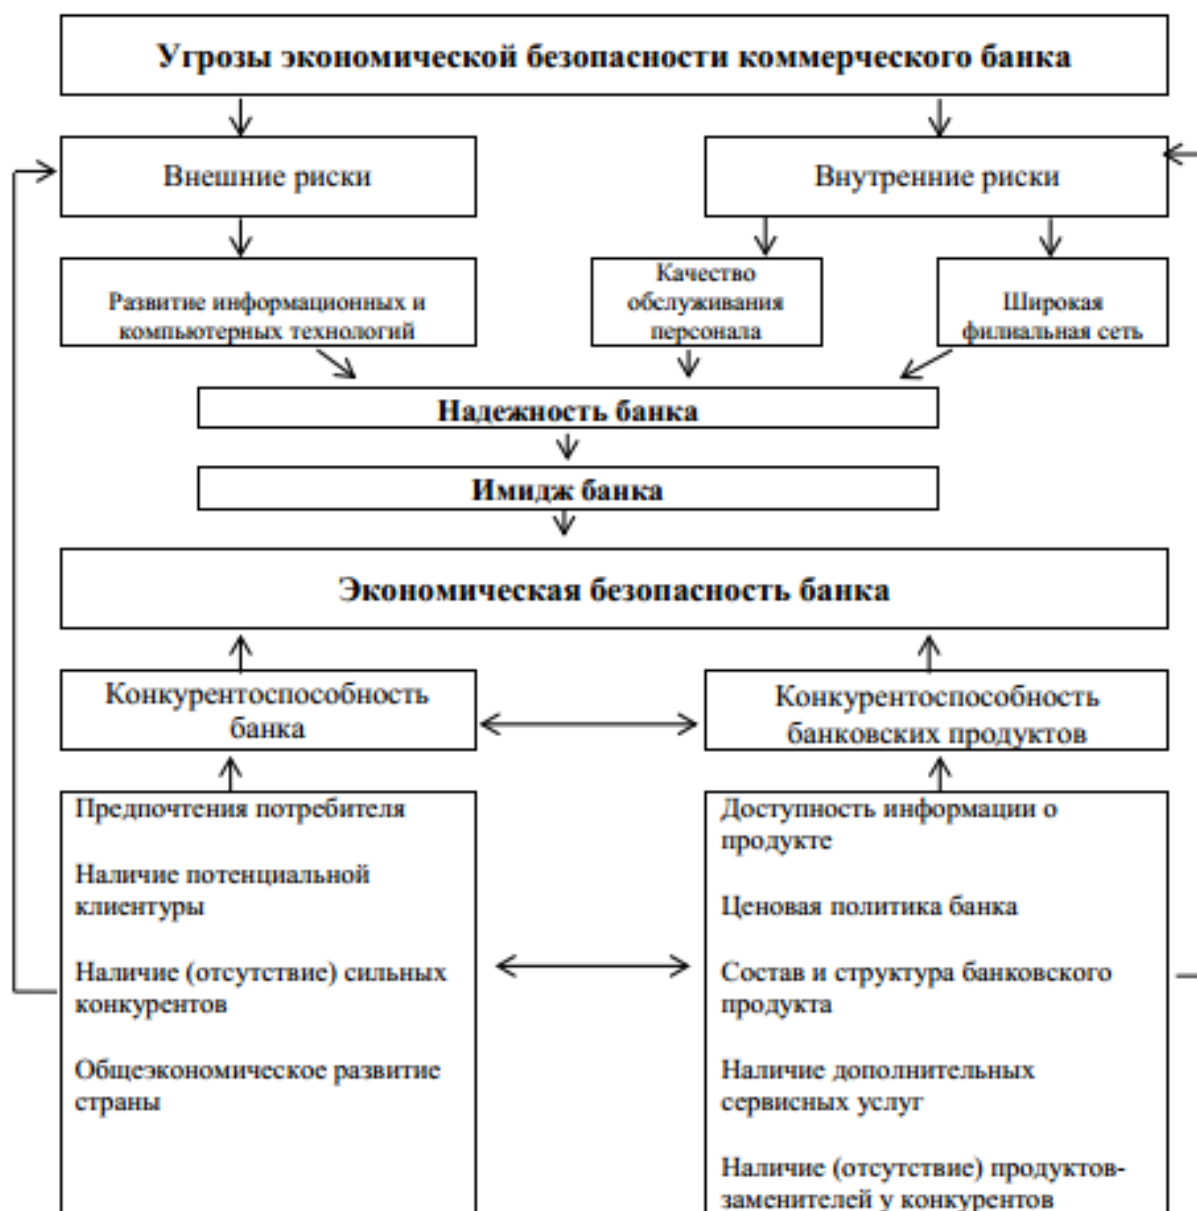 Угрозы экономической безопасности коммерческого банка
Внешние риски
Внутренние риски
Развитие информационных и
компьютерных технологий
Качество
обслуживания
персонала
Широкая
филиальная сеть
Надежность банка
Имидж банка
Экономическая безопасность банка
Конкурентоспособность
банка
Конкурентоспособность
банковских продуктов
Предпочтения потребителя
Наличие потенциальной
клиентуры
Наличие (отсутствие) сильных
конкурентов
Общеэкономическое развитие
страны
Доступность информации о
продукте
Ценовая политика банка
Состав и структура банковского
продукта
Наличие дополнительных
сервисных услуг
Наличие (отсутствие) продуктов-
заменителей у конкурентов